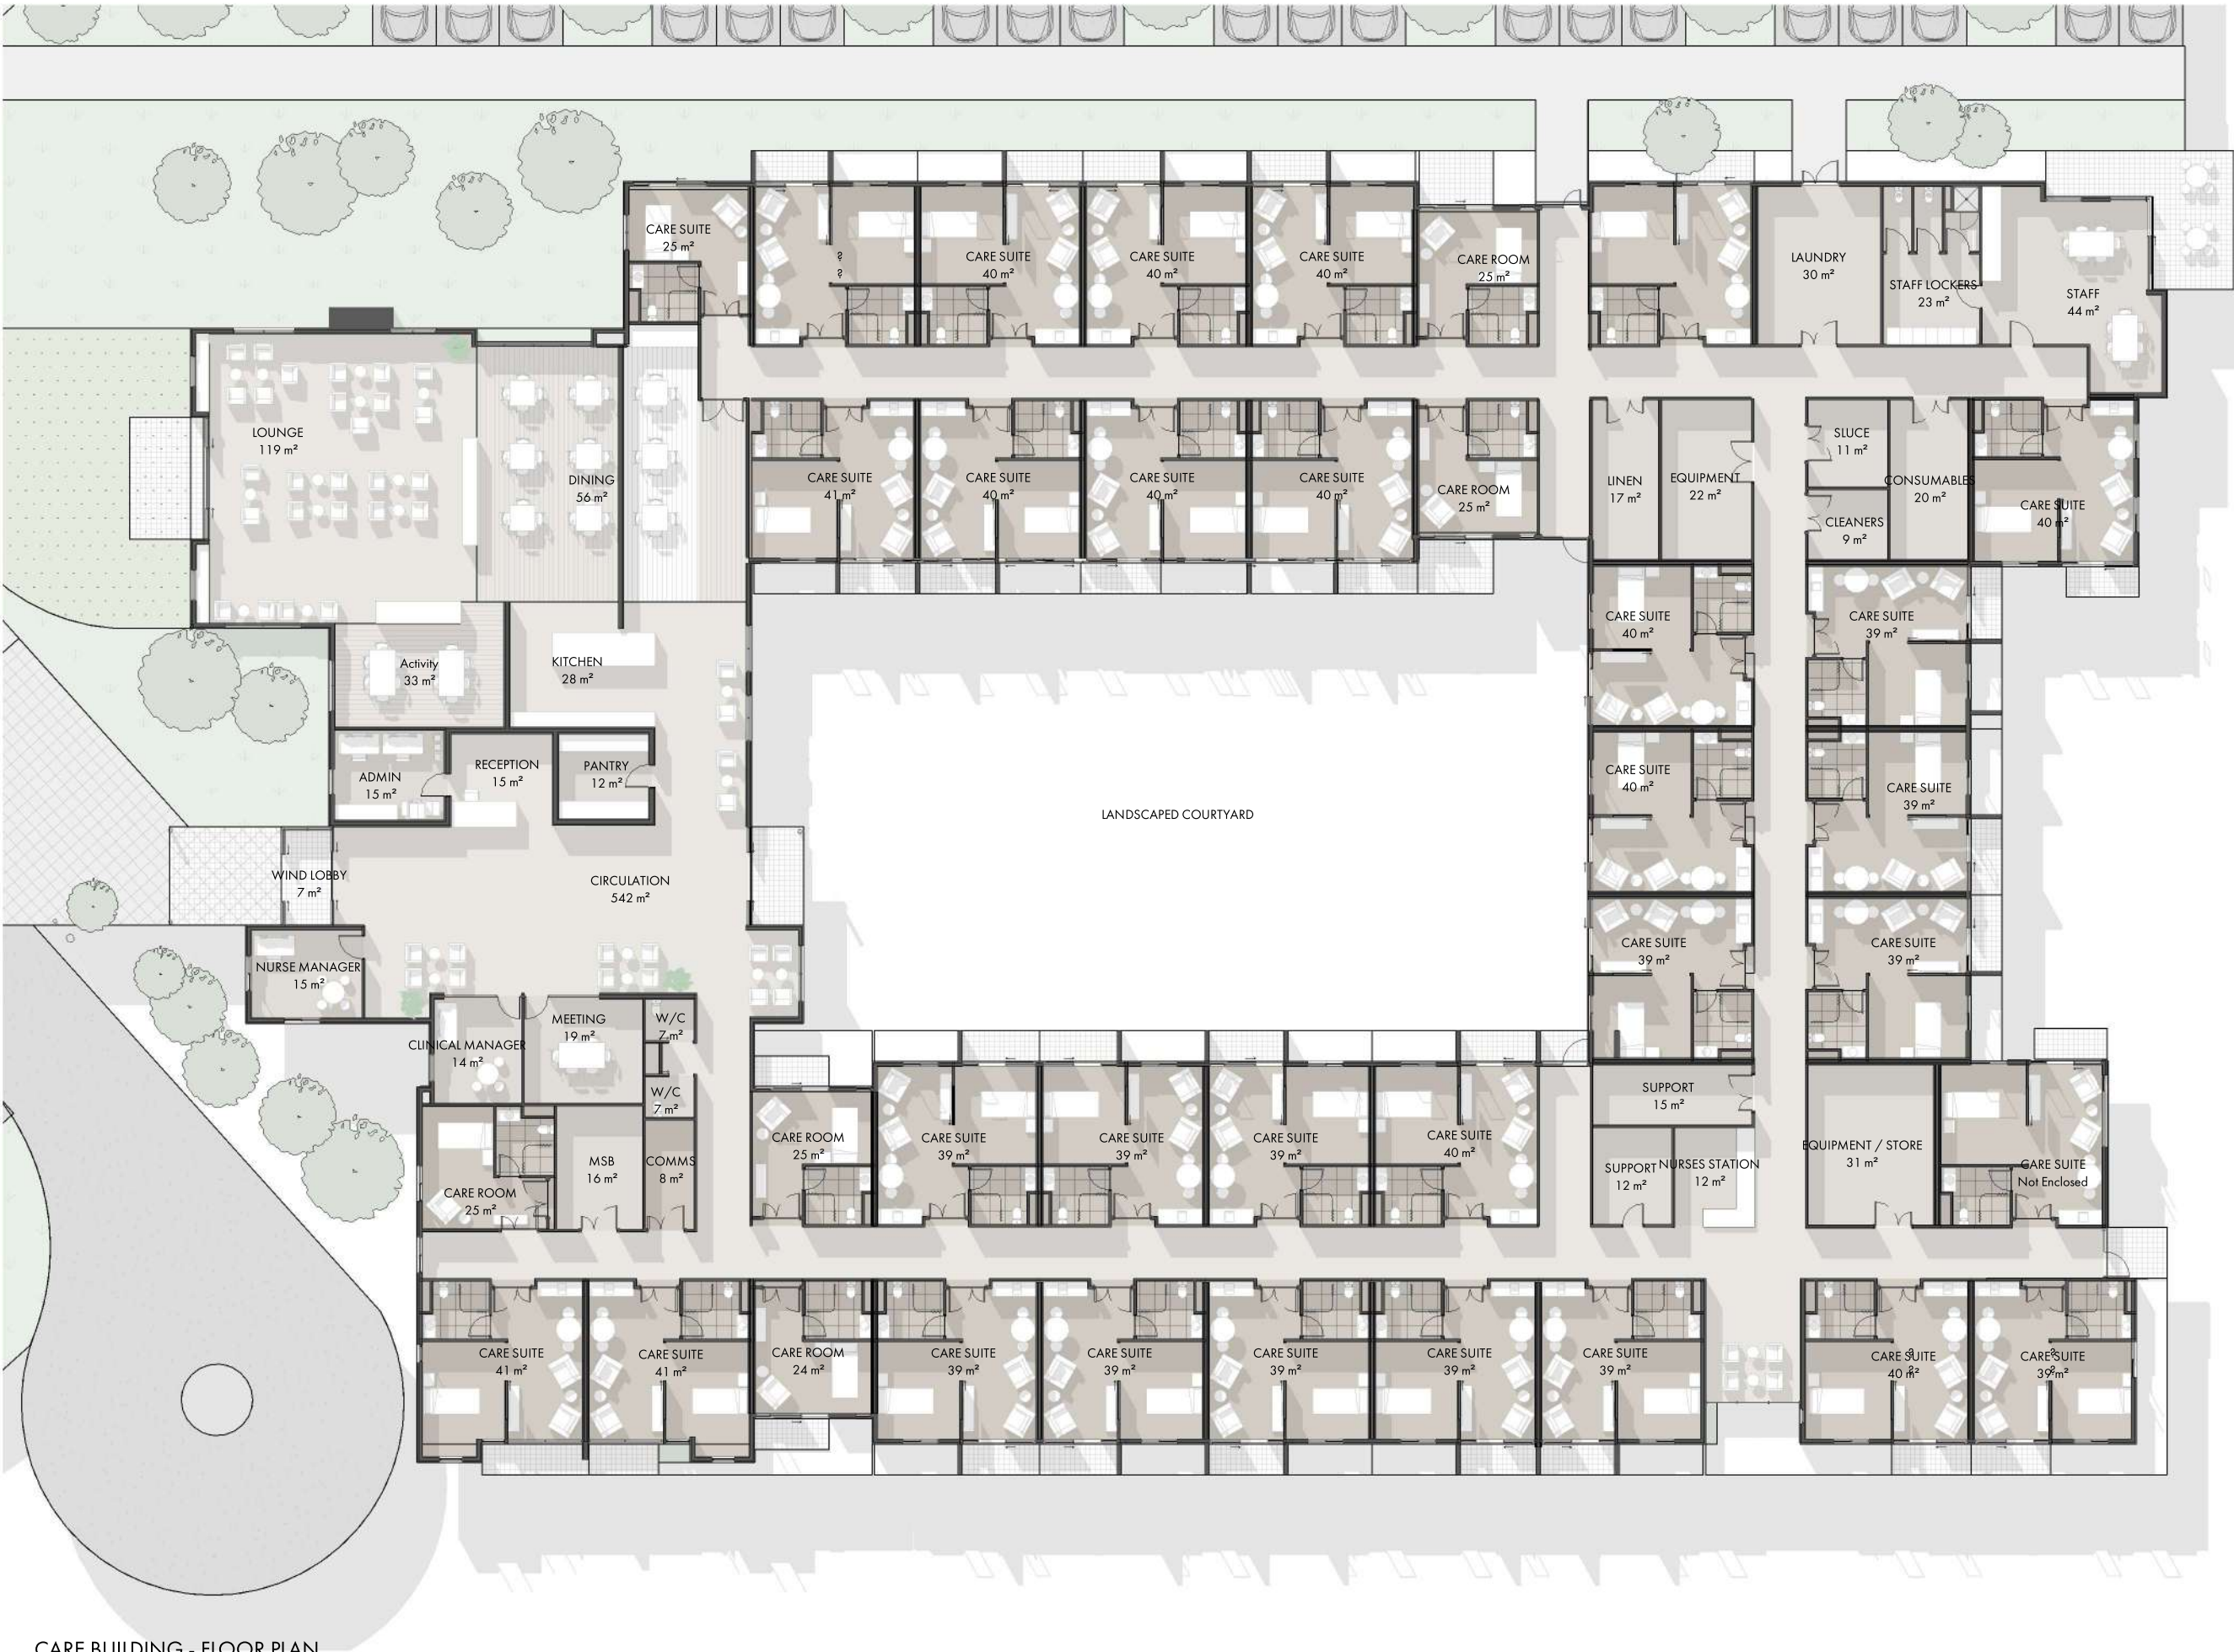 CARE SUITE
25 m²
?
?
CARE SUITE
40 m²
CARE SUITE
40 m²
CARE SUITE
40 m²
CARE ROOM
25 m²
LAUNDRY
30 m²
STAFF LOCKERS
23 m²
STAFF
44 m²
LOUNGE
119 m²
DINING
56 m²
CARE SUITE
41 m²
CARE SUITE
40 m²
CARE SUITE
40 m²
CARE SUITE
40 m²
CARE ROOM
25 m²
LINEN
17 m²
EQUIPMENT
22 m²
SLUCE
11 m²
CLEANERS
9 m²
CONSUMABLES
20 m²
CARE SUITE
40 m²
Activity
33 m²
KITCHEN
28 m²
CARE SUITE
40 m²
CARE SUITE
39 m²
ADMIN
15 m²
RECEPTION
15 m²
PANTRY
12 m²
CARE SUITE
40 m²
CARE SUITE
39 m²
LANDSCAPED COURTYARD
WIND LOBBY
7 m²
CIRCULATION
542 m²
NURSE MANAGER
15 m²
CARE SUITE
39 m²
CARE SUITE
39 m²
CLINICAL MANAGER
14 m²
MEETING
19 m²
W/C
7 m²
W/C
7 m²
SUPPORT
15 m²
CARE ROOM
25 m²
MSB
16 m²
COMMS
8 m²
CARE ROOM
25 m²
CARE SUITE
39 m²
CARE SUITE
39 m²
CARE SUITE
39 m²
CARE SUITE
40 m²
SUPPORT
12 m²
NURSES STATION
12 m²
EQUIPMENT / STORE
31 m²
CARE SUITE
Not Enclosed
CARE SUITE
41 m²
CARE SUITE
41 m²
CARE ROOM
24 m²
CARE SUITE
39 m²
CARE SUITE
39 m²
CARE SUITE
39 m²
CARE SUITE
39 m²
CARE SUITE
39 m²
CARE SUITE
40 m²
CARE SUITE
39 m²
CARE BUILDING - FLOOR PLAN